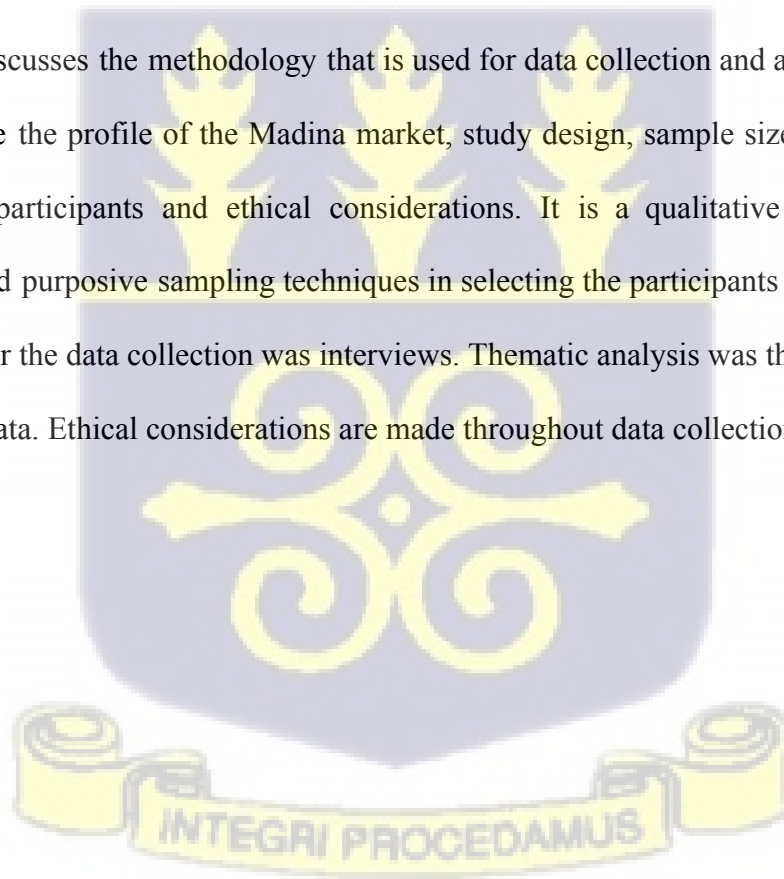 scusses the methodology that is used for data collection and a
e the profile of the Madina market, study design, sample size
participants and ethical considerations. It is a qualitative
d purposive sampling techniques in selecting the participants
r the data collection was interviews. Thematic analysis was th
ata. Ethical considerations are made throughout data collection
INTEGRI PROCEDAMUS